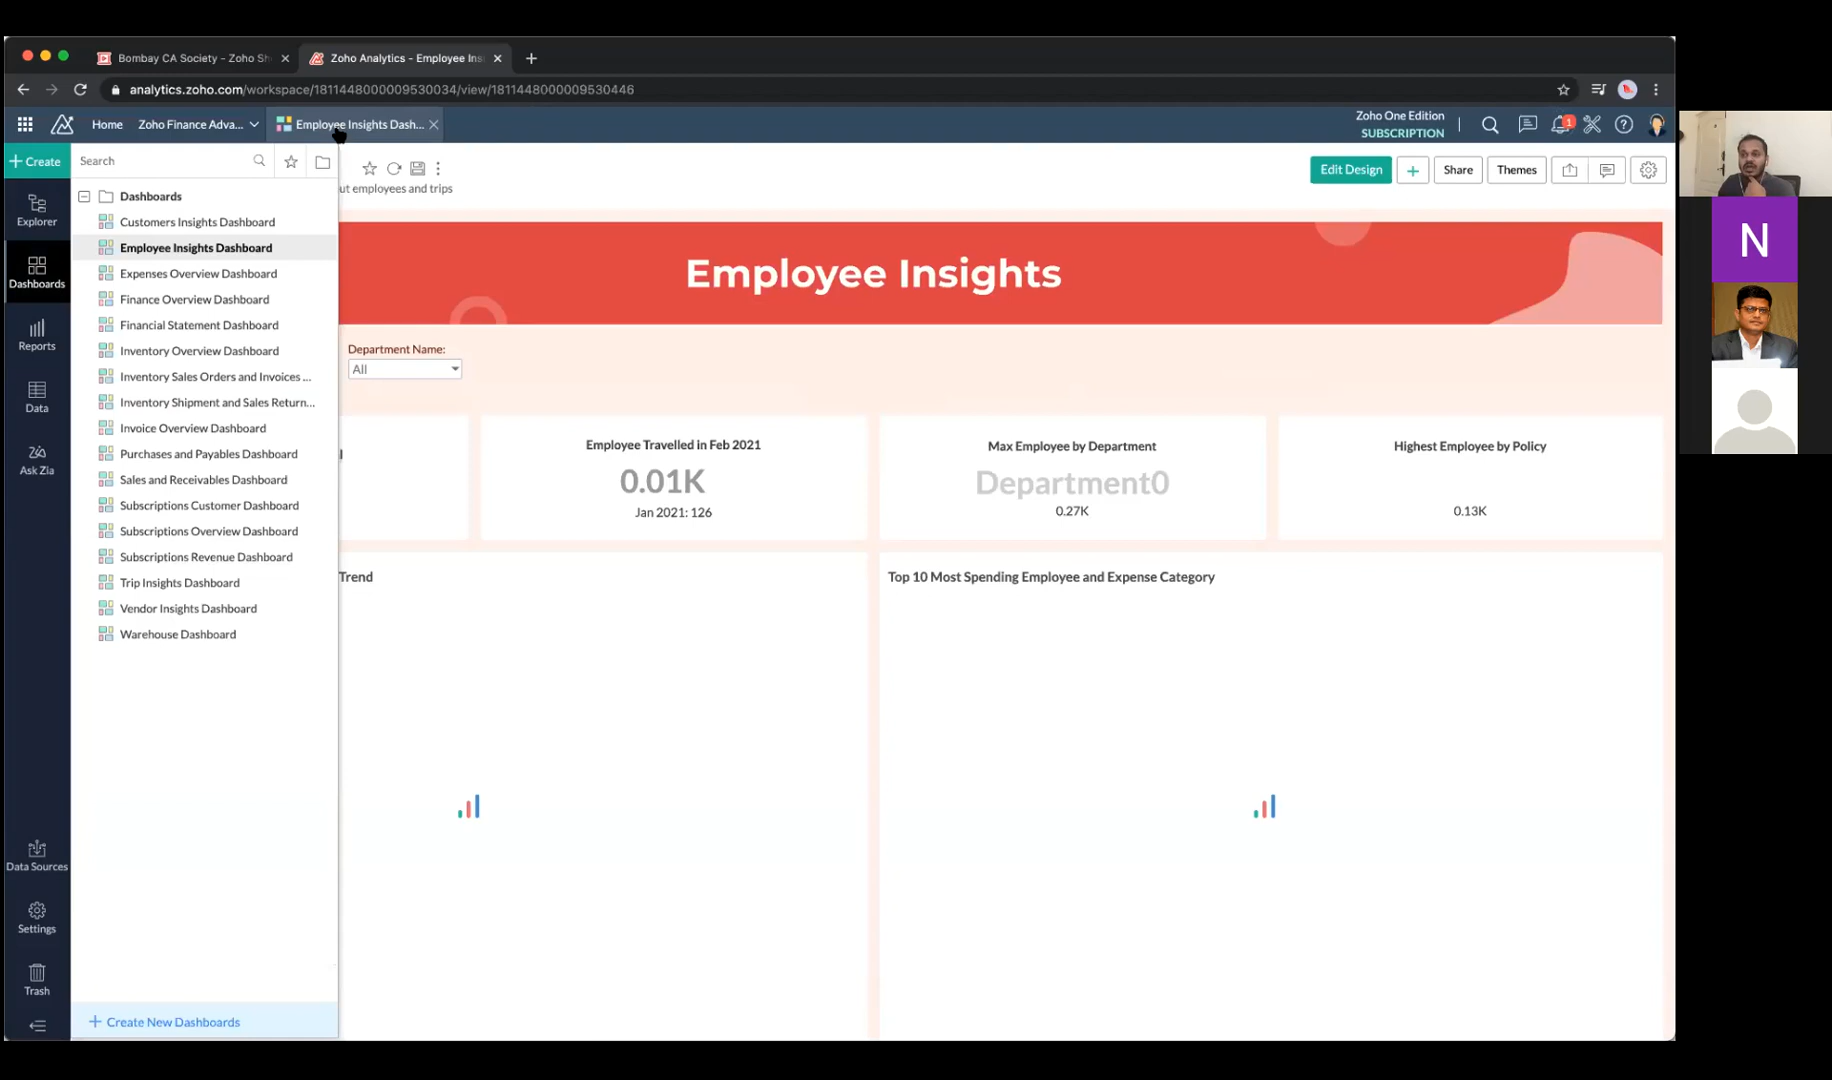 Bombay CA Society - Zoho Sh
Zoho Analytics - Employee Ins
analytics.zoho.com/workspace/1811448000009530034/view/1811448000009530446
Home
Zoho Finance Adva...
Employee Insights Dash...
Zoho One Edition
SUBSCRIPTION
1
+ Create
Search
ut employees and trips
Edit Design
+
Share
Themes
Explorer
Dashboards
Reports
Data
Ask Zia
Data Sources
Settings
Trash
Dashboards
Customers Insights Dashboard
Employee Insights Dashboard
Expenses Overview Dashboard
Finance Overview Dashboard
Financial Statement Dashboard
Inventory Overview Dashboard
Inventory Sales Orders and Invoices ...
Inventory Shipment and Sales Return...
Invoice Overview Dashboard
Purchases and Payables Dashboard
Sales and Receivables Dashboard
Subscriptions Customer Dashboard
Subscriptions Overview Dashboard
Subscriptions Revenue Dashboard
Trip Insights Dashboard
Vendor Insights Dashboard
Warehouse Dashboard
+ Create New Dashboards
Employee Insights
Department Name:
All
l
Employee Travelled in Feb 2021
0.01K
Jan 2021: 126
Max Employee by Department
Department0
0.27K
Highest Employee by Policy
0.13K
Trend
Top 10 Most Spending Employee and Expense Category
N